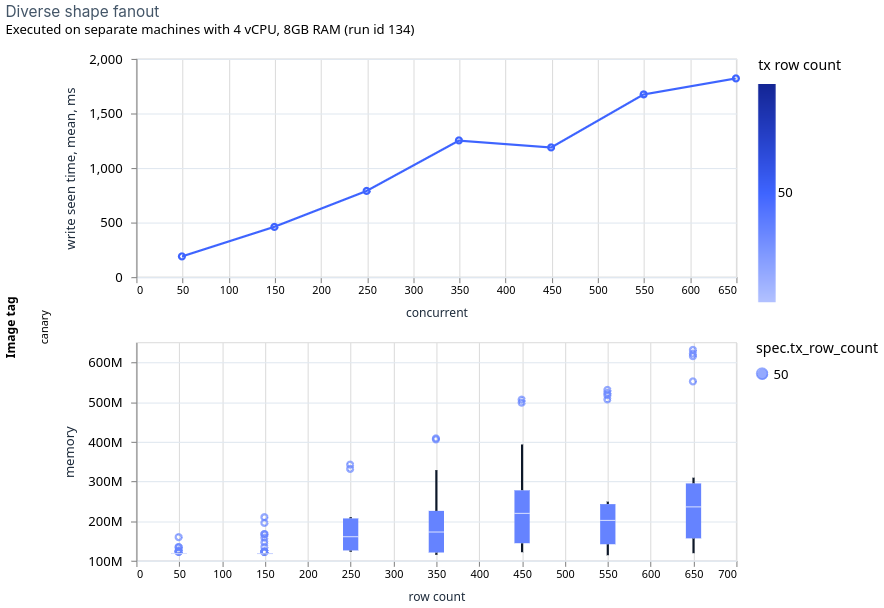 Diverse shape fanout
Executed on separate machines with 4 vCPU, 8GB RAM (run id 134)
Image tag
canary
write seen time, mean, ms
2,000
1,500
1,000
500
0
0 50 100 150 200 250 300 350 400 450 500 550 600 650
concurrent
tx row count
50
memory
600M
500M
400M
300M
200M
100M
0 50 100 150 200 250 300 350 400 450 500 550 600 650 700
row count
spec.tx_row_count
50